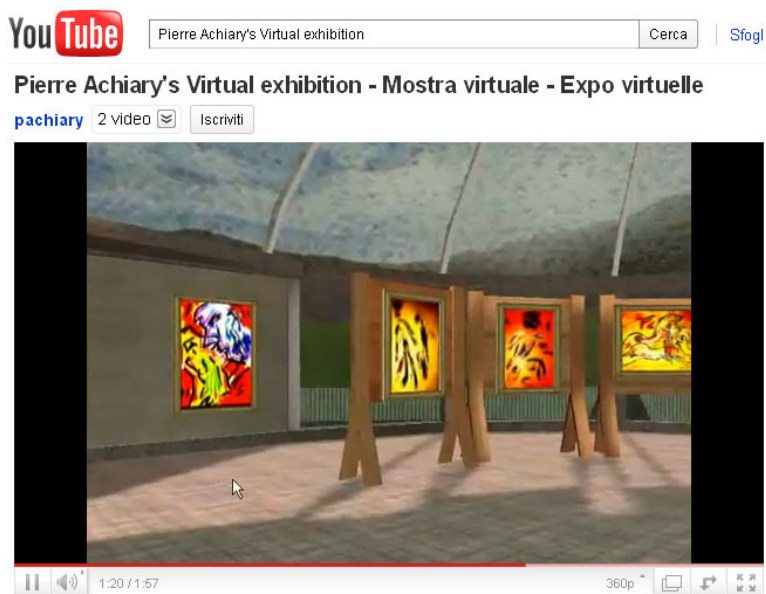 YouTube Pierre Achiary's Virtual exhibition Cerca Sfogl
Pierre Achiary's Virtual exhibition - Mostra virtuale - Expo virtuelle
pachiary 2 video Iscriviti
1:20 / 1:57 360p